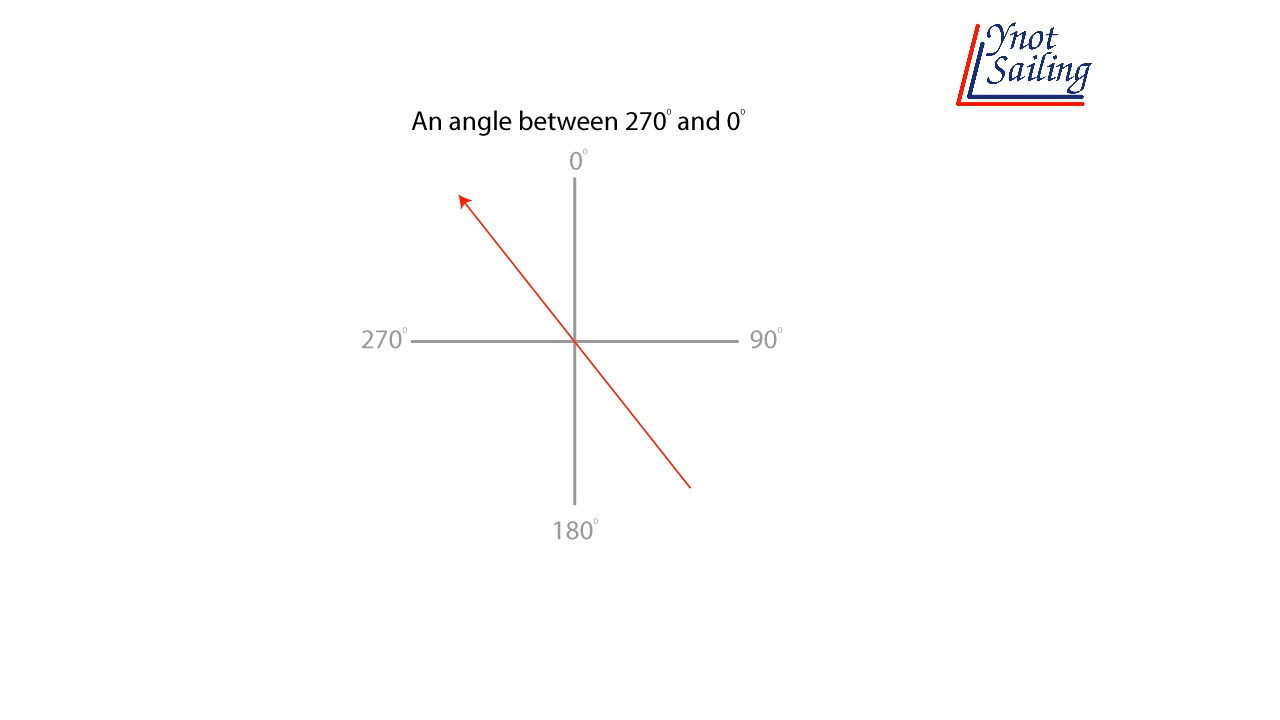 Ynot
Sailing
An angle between 270° and 0°
0°
270°
90°
180°